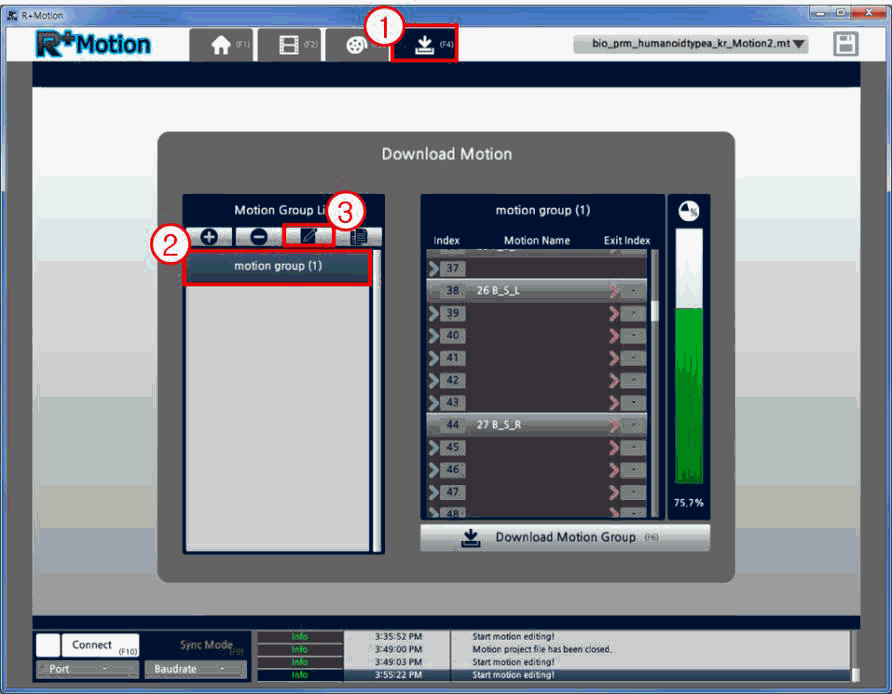 R+Motion
R+Motion
(F1)
(F2)
1
(F4)
bio_prm_humanoidtypea_kr_Motion2.mt
Download Motion
Motion Group Li
3
motion group (1)
%
2
Index Motion Name Exit Index
motion group (1)
37
38 26 B_S_L -
39 -
40 -
41 -
42 -
43 -
44 27 B_S_R -
45 -
46 -
47 -
48 -
75.7%
Download Motion Group (F6)
Connect (F10) Sync Mode
Port - Baudrate -
Info 3:35:52 PM Start motion editing!
Info 3:49:00 PM Motion project file has been closed.
Info 3:49:03 PM Start motion editing!
Info 3:55:22 PM Start motion editing!